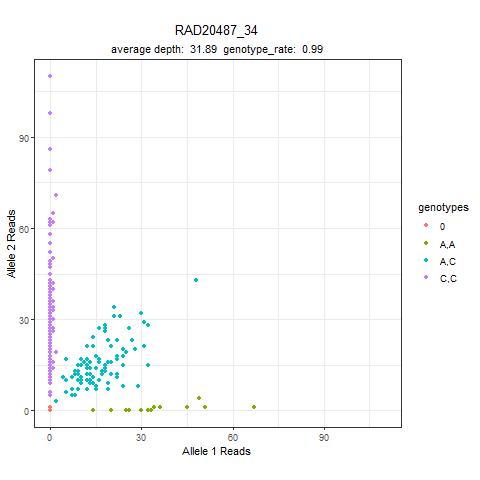 RAD20487_34
average depth:  31.89  genotype_rate:  0.99
Allele 2 Reads
90
60
30
0
0
30
60
90
Allele 1 Reads
genotypes
0
A,A
A,C
C,C